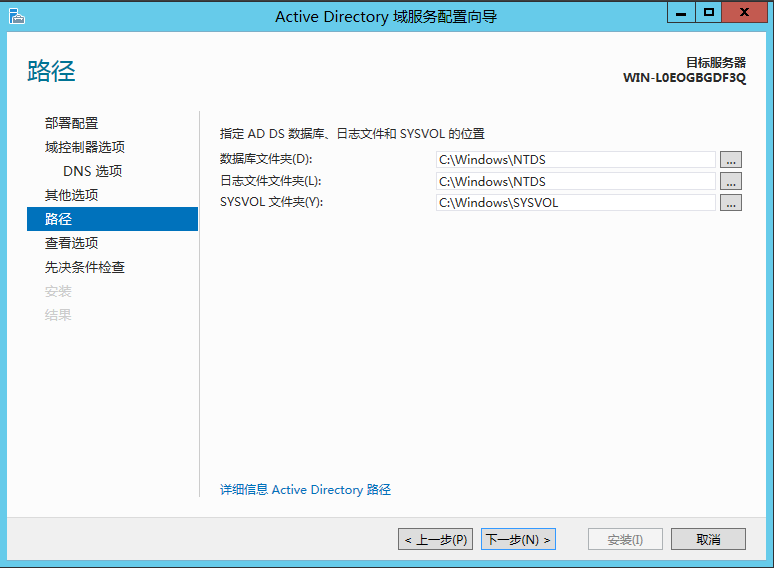 Active Directory 域服务配置向导
路径
目标服务器
WIN-L0EOGBGDF3Q
部署配置
域控制器选项
DNS 选项
其他选项
路径
查看选项
先决条件检查
安装
结果
指定 AD DS 数据库、日志文件和 SYSVOL 的位置
数据库文件夹(D): C:\Windows\NTDS ...
日志文件文件夹(L): C:\Windows\NTDS ...
SYSVOL 文件夹(Y): C:\Windows\SYSVOL ...
详细信息 Active Directory 路径
< 上一步(P) 下一步(N) > 安装(I) 取消